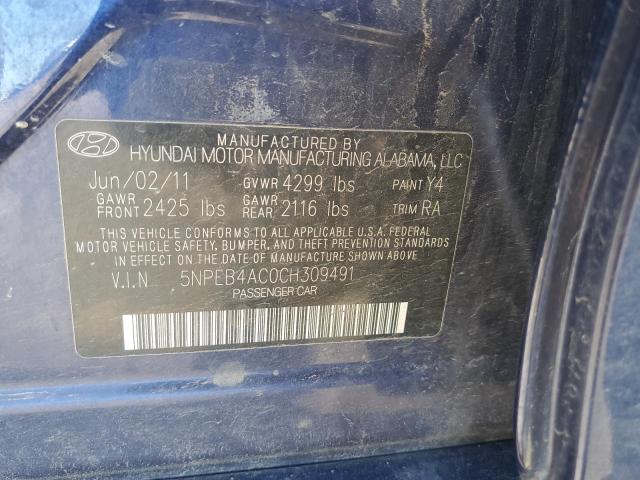 MANUFACTURED BY
HYUNDAI MOTOR MANUFACTURING ALABAMA, LLC
Jun/02/11 GVWR 4299 lbs PAINT Y4
GAWR FRONT 2425 lbs GAWR REAR 2116 lbs TRIM RA
THIS VEHICLE CONFORMS TO ALL APPLICABLE U.S.A. FEDERAL
MOTOR VEHICLE SAFETY, BUMPER, AND THEFT PREVENTION STANDARDS
IN EFFECT ON THE DATE OF MANUFACTURE SHOWN ABOVE.
V.I.N 5NPEB4AC0CH309491
PASSENGER CAR